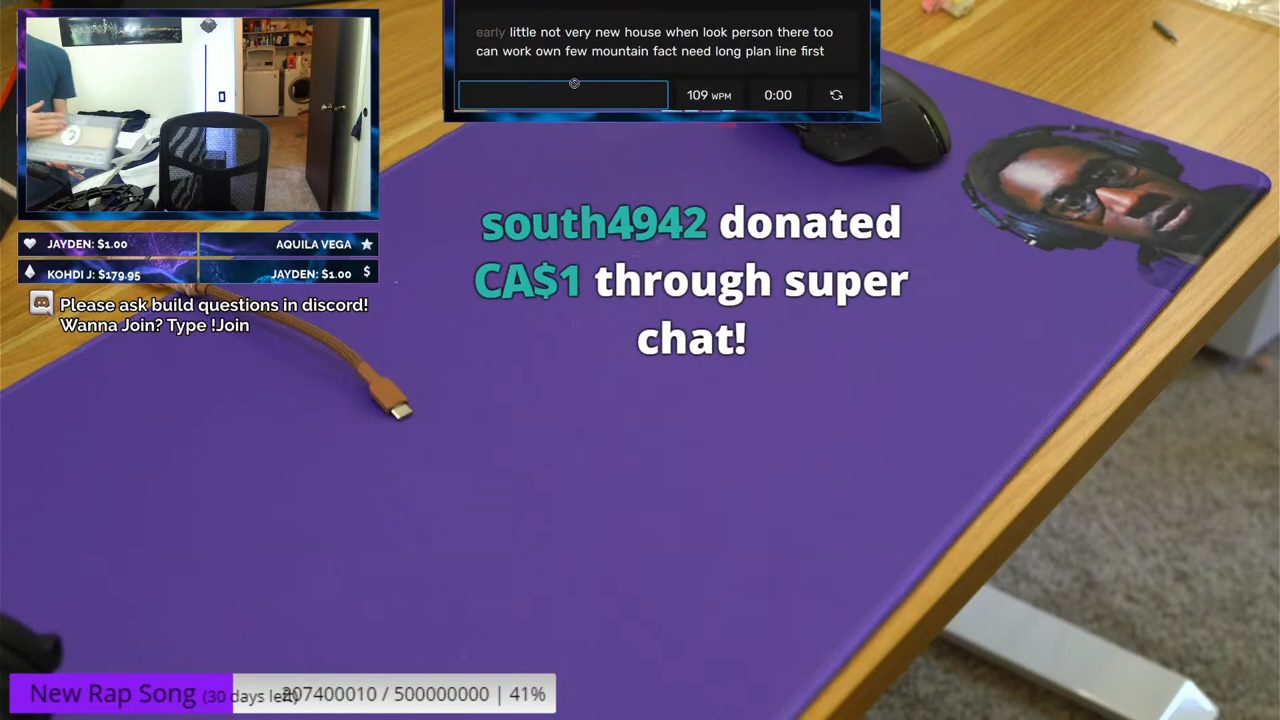 early little not very new house when look person there too
can work own few mountain fact need long plan line first
109 WPM
0:00
south4942 donated
CA$1 through super
chat!
JAYDEN: $1.00
AQUILA VEGA
KOHDI J: $179.95
JAYDEN: $1.00
$
Please ask build questions in discord!
Wanna Join? Type !Join
New Rap Song (30 days left) 207400010 / 500000000 | 41%